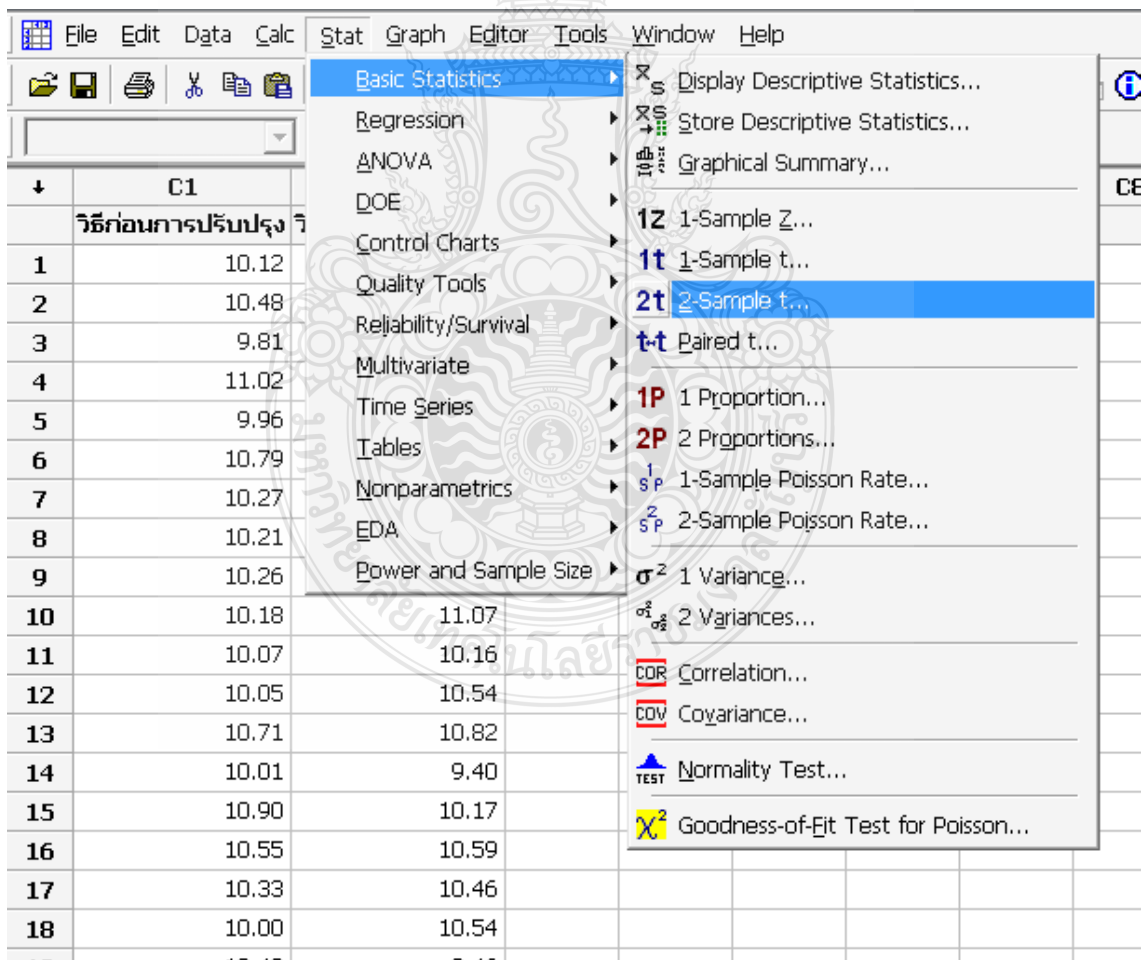 File Edit Data Calc Stat Graph Editor Tools Window Help
Basic Statistics
Regression
ANOVA
DOE
Control Charts
Quality Tools
Reliability/Survival
Multivariate
Time Series
Tables
Nonparametrics
EDA
Power and Sample Size
Display Descriptive Statistics...
Store Descriptive Statistics...
Graphical Summary...
1Z 1-Sample Z...
1t 1-Sample t...
2t 2-Sample t...
t-t Paired t...
1P 1 Proportion...
2P 2 Proportions...
1-Sample Poisson Rate...
2-Sample Poisson Rate...
σ² 1 Variance...
2 Variances...
COR Correlation...
COV Covariance...
TEST Normality Test...
χ² Goodness-of-Fit Test for Poisson...
C1 C8
วิธีก่อนการปรับปรุง
1 10.12
2 10.48
3 9.81
4 11.02
5 9.96
6 10.79
7 10.27
8 10.21
9 10.26
10 10.18 11.07
11 10.07 10.16
12 10.05 10.54
13 10.71 10.82
14 10.01 9.40
15 10.90 10.17
16 10.55 10.59
17 10.33 10.46
18 10.00 10.54